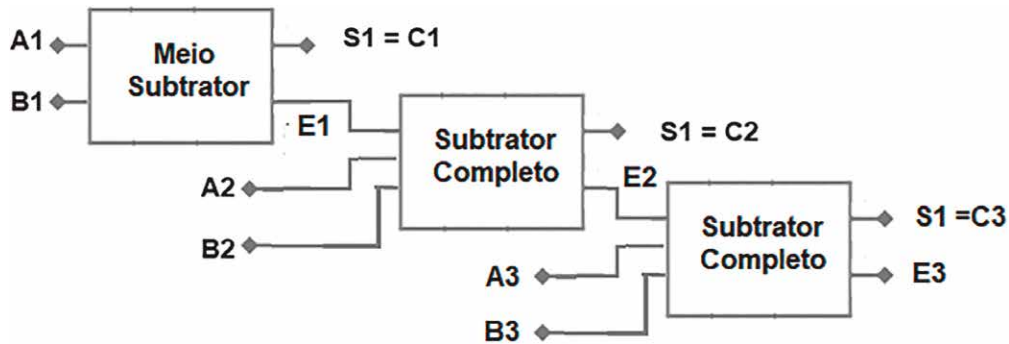 A1
Meio
Subtrator
S1 = C1
B1
E1
Subtrator
Completo
S1 = C2
A2
E2
B2
Subtrator
Completo
S1 =C3
A3
E3
B3